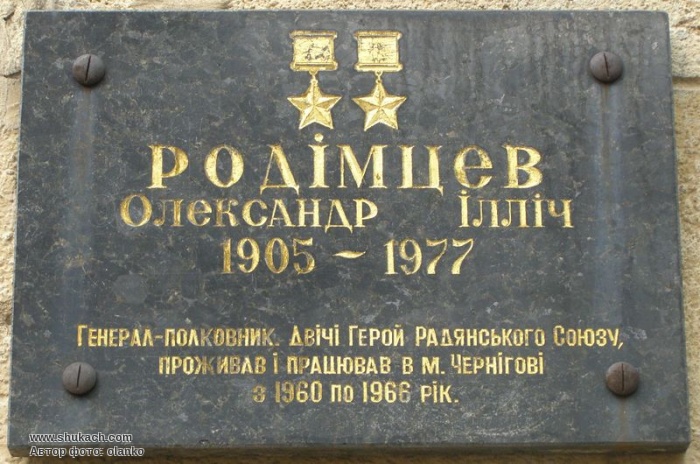 РОДІМЦЕВ
ОЛЕКСАНДР ІЛЛІЧ
1905 ~ 1977
ГЕНЕРАЛ-ПОЛКОВНИК. ДВІЧІ ГЕРОЙ РАДЯНСЬКОГО СОЮЗУ,
ПРОЖИВАВ І ПРАЦЮВАВ В М. ЧЕРНІГОВІ
З 1960 ПО 1966 РІК.
www.shukach.com
Автор фото: olanko